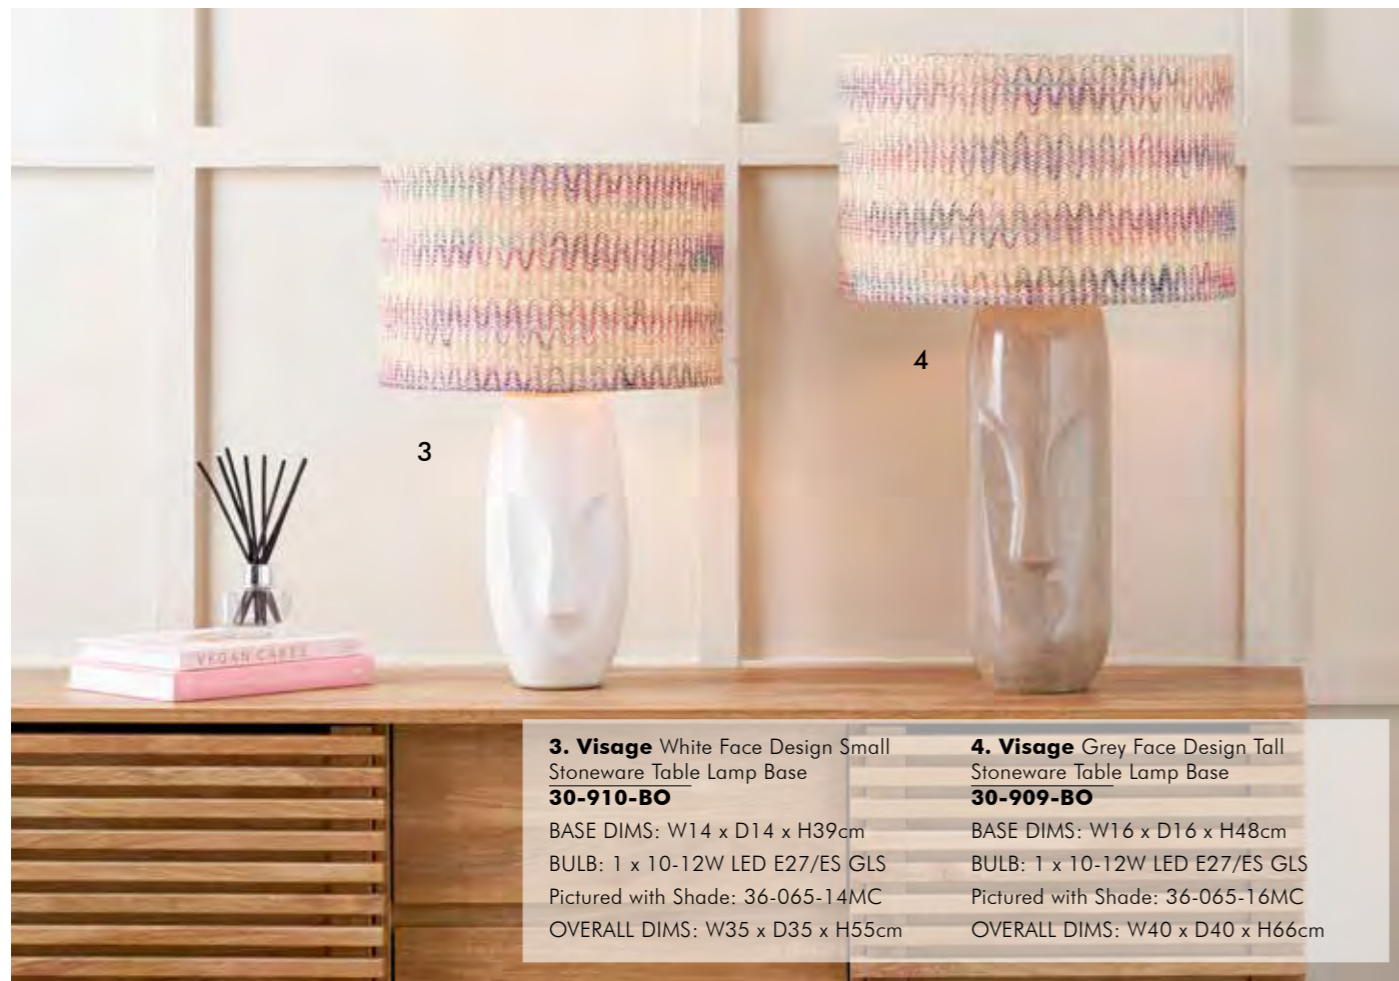 3
4
VEGAN CAKES
3. Visage White Face Design Small
Stoneware Table Lamp Base
30-910-BO
BASE DIMS: W14 x D14 x H39cm
BULB: 1 x 10-12W LED E27/ES GLS
Pictured with Shade: 36-065-14MC
OVERALL DIMS: W35 x D35 x H55cm
4. Visage Grey Face Design Tall
Stoneware Table Lamp Base
30-909-BO
BASE DIMS: W16 x D16 x H48cm
BULB: 1 x 10-12W LED E27/ES GLS
Pictured with Shade: 36-065-16MC
OVERALL DIMS: W40 x D40 x H66cm